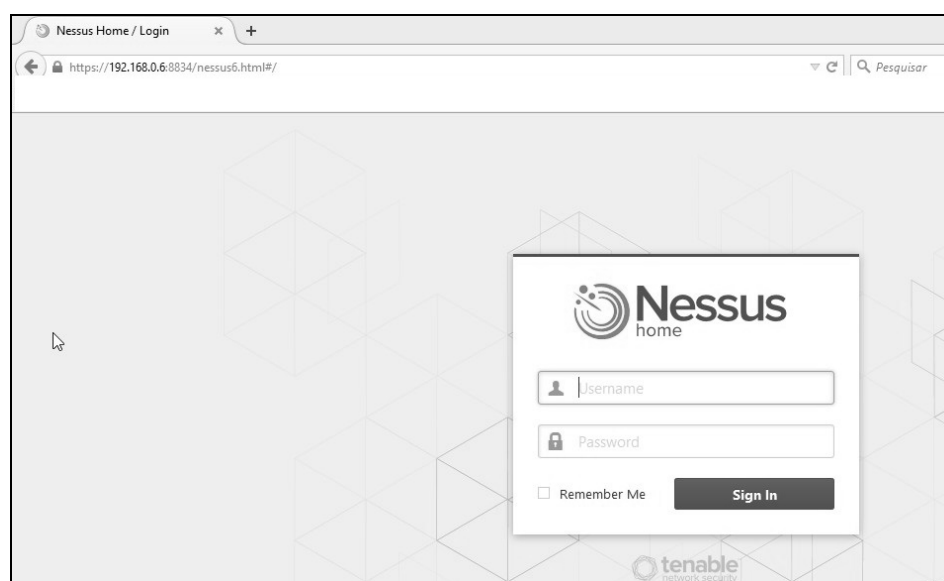 Nessus Home / Login × +
https://192.168.0.6:8834/nessus6.html#/ Pesquisar
Nessus
home
Username
Password
Remember Me Sign In
tenable
network security